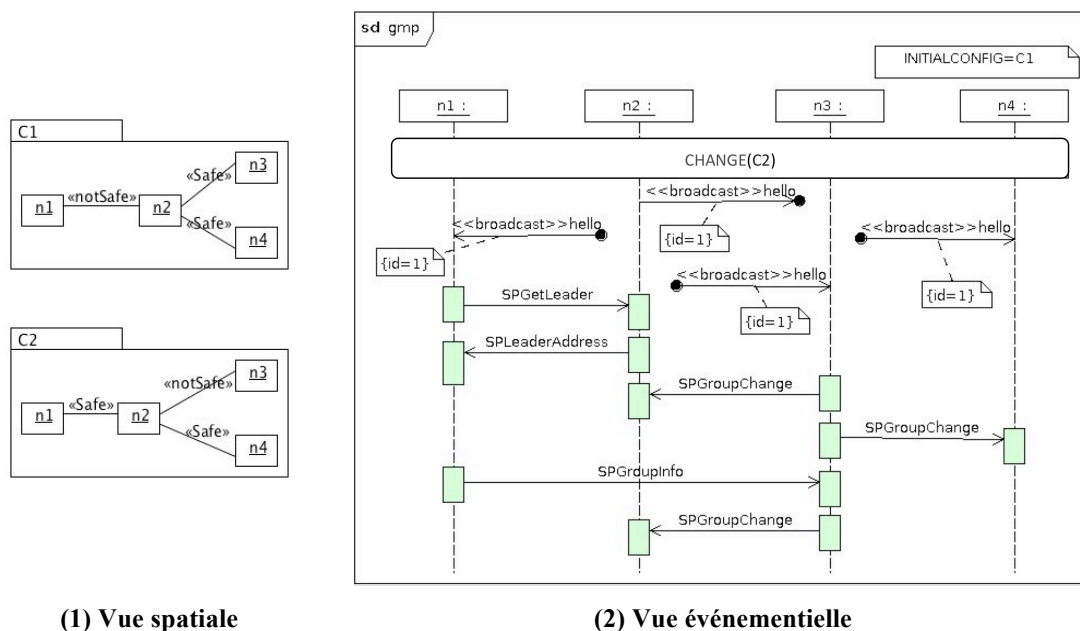 sd gmp
INITIALCONFIG=C1
n1 :
n2 :
n3 :
n4 :
C1
n1
«notSafe»
n2
«Safe»
n3
«Safe»
n4
C2
n1
«Safe»
n2
«notSafe»
n3
«Safe»
n4
CHANGE(C2)
<<broadcast>>hello
{id=1}
<<broadcast>>hello
{id=1}
<<broadcast>>hello
{id=1}
<<broadcast>>hello
{id=1}
SPGetLeader
SPLeaderAddress
SPGroupChange
SPGroupChange
SPGroupInfo
SPGroupChange
(1) Vue spatiale
(2) Vue événementielle